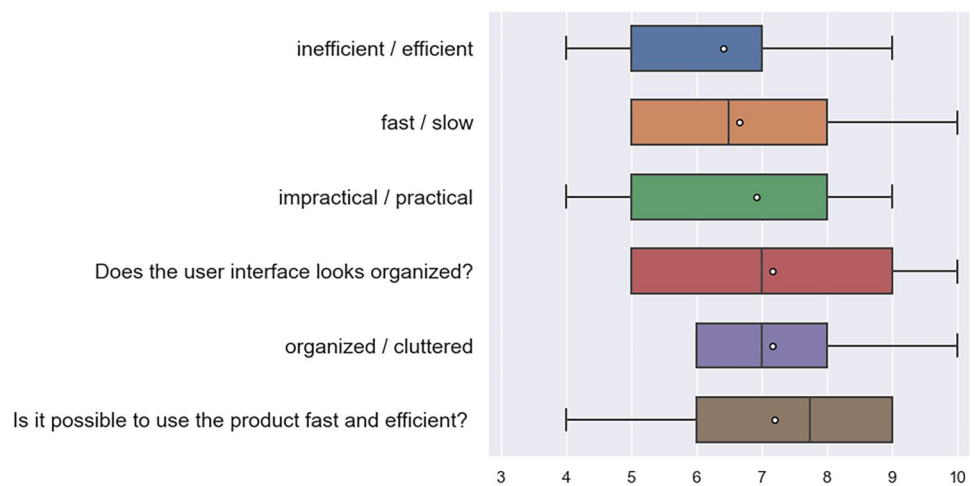 inefficient / efficient
fast / slow
impractical / practical
Does the user interface looks organized?
organized / cluttered
Is it possible to use the product fast and efficient?
3 4 5 6 7 8 9 10